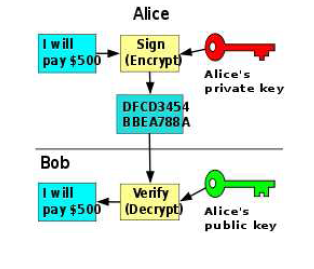 Alice
I will
pay $500
Sign
(Encrypt)
Alice's
private key
DFCD3454
BBEA788A
Bob
I will
pay $500
Verify
(Decrypt)
Alice's
public key